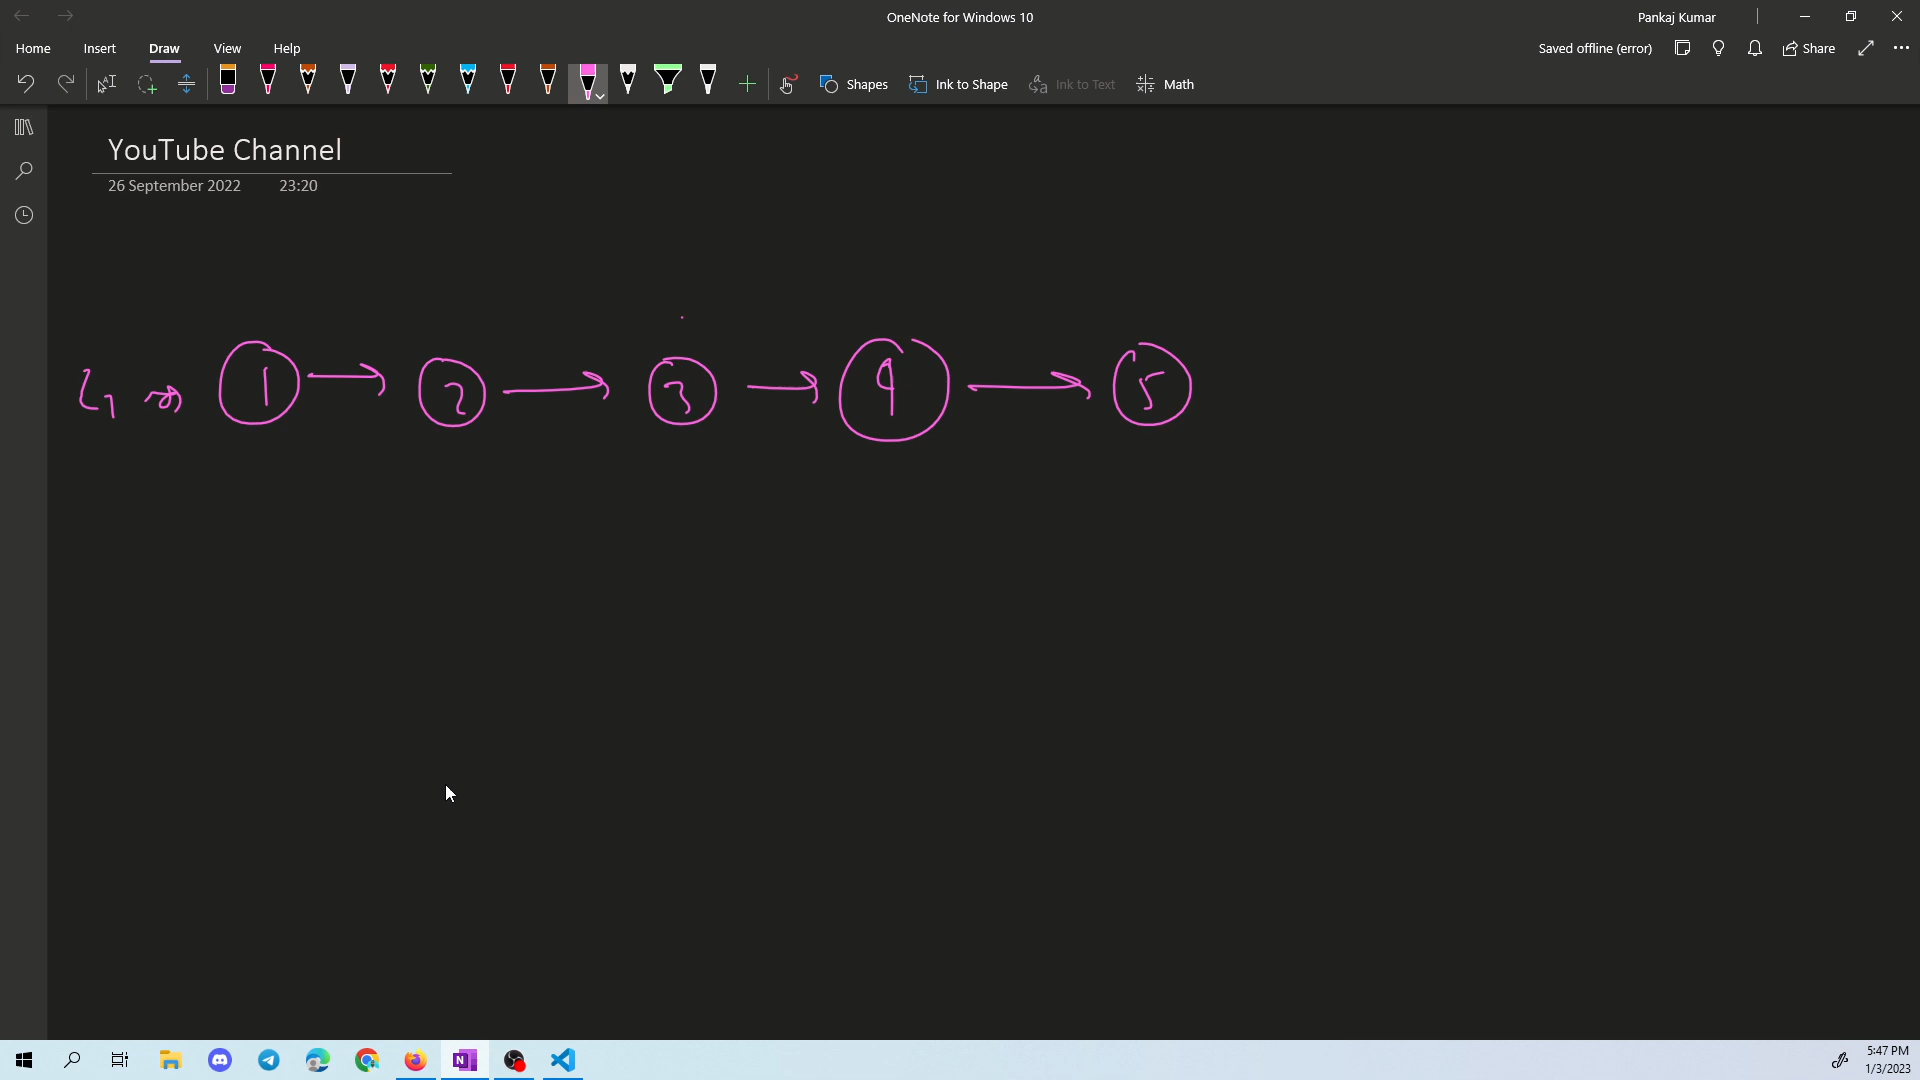 OneNote for Windows 10
Pankaj Kumar
Home Insert Draw View Help
Saved offline (error) Share
Shapes Ink to Shape Ink to Text Math
YouTube Channel
26 September 2022 23:20
1 2 3 4 5
5:47 PM
1/3/2023